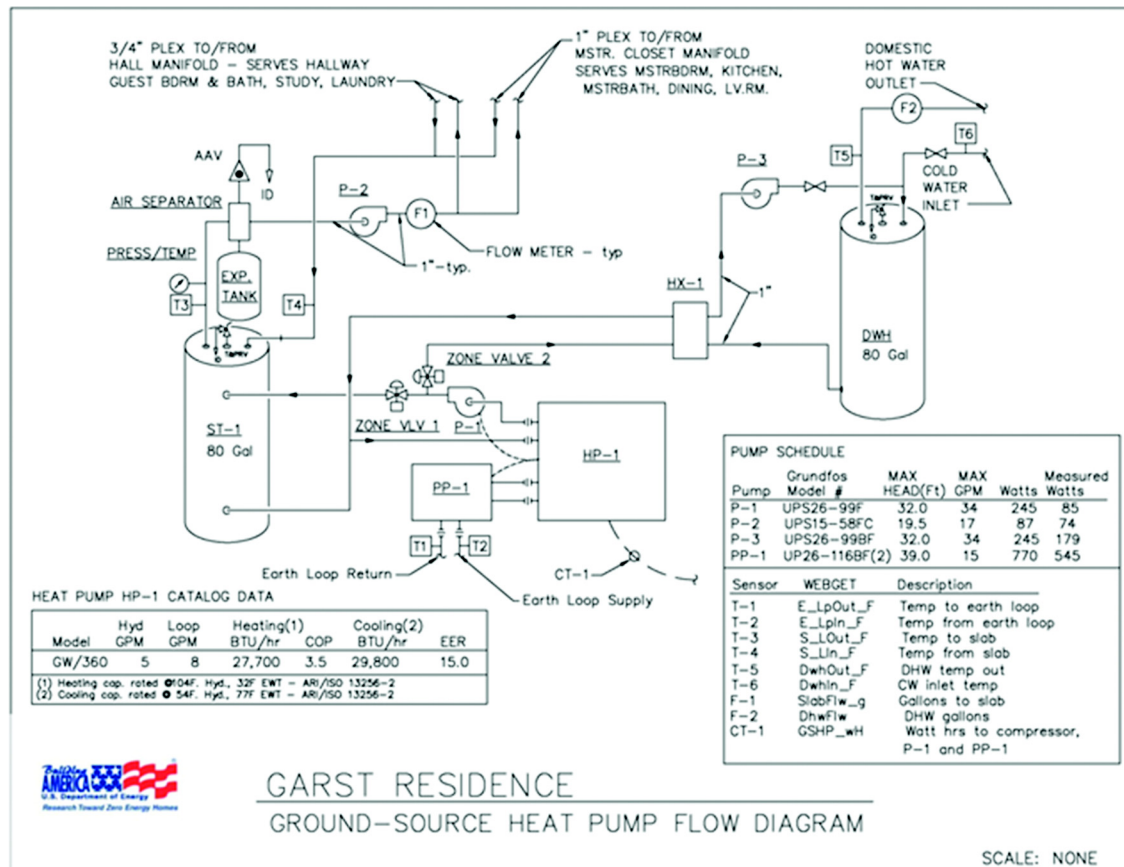 3/4" PLEX TO/FROM
HALL MANIFOLD - SERVES HALLWAY
GUEST BDRM & BATH, STUDY, LAUNDRY
1" PLEX TO/FROM
MSTR. CLOSET MANIFOLD
SERVES MSTRBDRM, KITCHEN,
MSTRBATH, DINING, LV.RM.
DOMESTIC
HOT WATER
OUTLET
F2
T6
T5
P-3
COLD
WATER
INLET
AAV
ID
AIR SEPARATOR
P-2
F1
FLOW METER - typ
1"-typ.
PRESS/TEMP
EXP.
TANK
T3
T4
T&PRV
T&PRV
HX-1
1"
DWH
80 Gal
ZONE VALVE 2
ZONE VLV 1
P-1
ST-1
80 Gal
HP-1
PP-1
T1
T2
Earth Loop Return
Earth Loop Supply
CT-1
PUMP SCHEDULE
Grundfos MAX MAX Measured
Pump Model # HEAD(Ft) GPM Watts Watts
P-1 UPS26-99F 32.0 34 245 85
P-2 UPS15-58FC 19.5 17 87 74
P-3 UPS26-99BF 32.0 34 245 179
PP-1 UP26-116BF(2) 39.0 15 770 545
Sensor WEBGET Description
T-1 E_LpOut_F Temp to earth loop
T-2 E_LpIn_F Temp from earth loop
T-3 S_LOut_F Temp to slab
T-4 S_LIn_F Temp from slab
T-5 DwhOut_F DHW temp out
T-6 DwhIn_F CW inlet temp
F-1 SlabFlw_g Gallons to slab
F-2 DhwFlw DHW gallons
CT-1 GSHP_wH Watt hrs to compressor,
P-1 and PP-1
HEAT PUMP HP-1 CATALOG DATA
Hyd Loop Heating(1) Cooling(2)
Model GPM GPM BTU/hr COP BTU/hr EER
GW/360 5 8 27,700 3.5 29,800 15.0
(1) Heating cap. rated @104F. Hyd., 32F EWT - ARI/ISO 13256-2
(2) Cooling cap. rated @ 54F. Hyd., 77F EWT - ARI/ISO 13256-2
Building
AMERICA
U.S. Department of Energy
Research Toward Zero Energy Homes
GARST RESIDENCE
GROUND-SOURCE HEAT PUMP FLOW DIAGRAM
SCALE: NONE